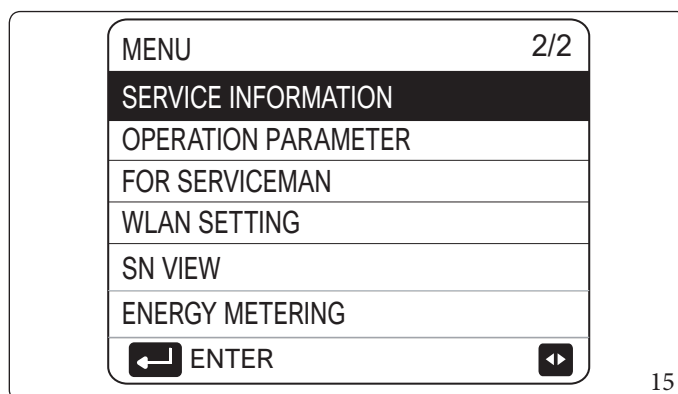 MENU 2/2
SERVICE INFORMATION
OPERATION PARAMETER
FOR SERVICEMAN
WLAN SETTING
SN VIEW
ENERGY METERING
ENTER
15